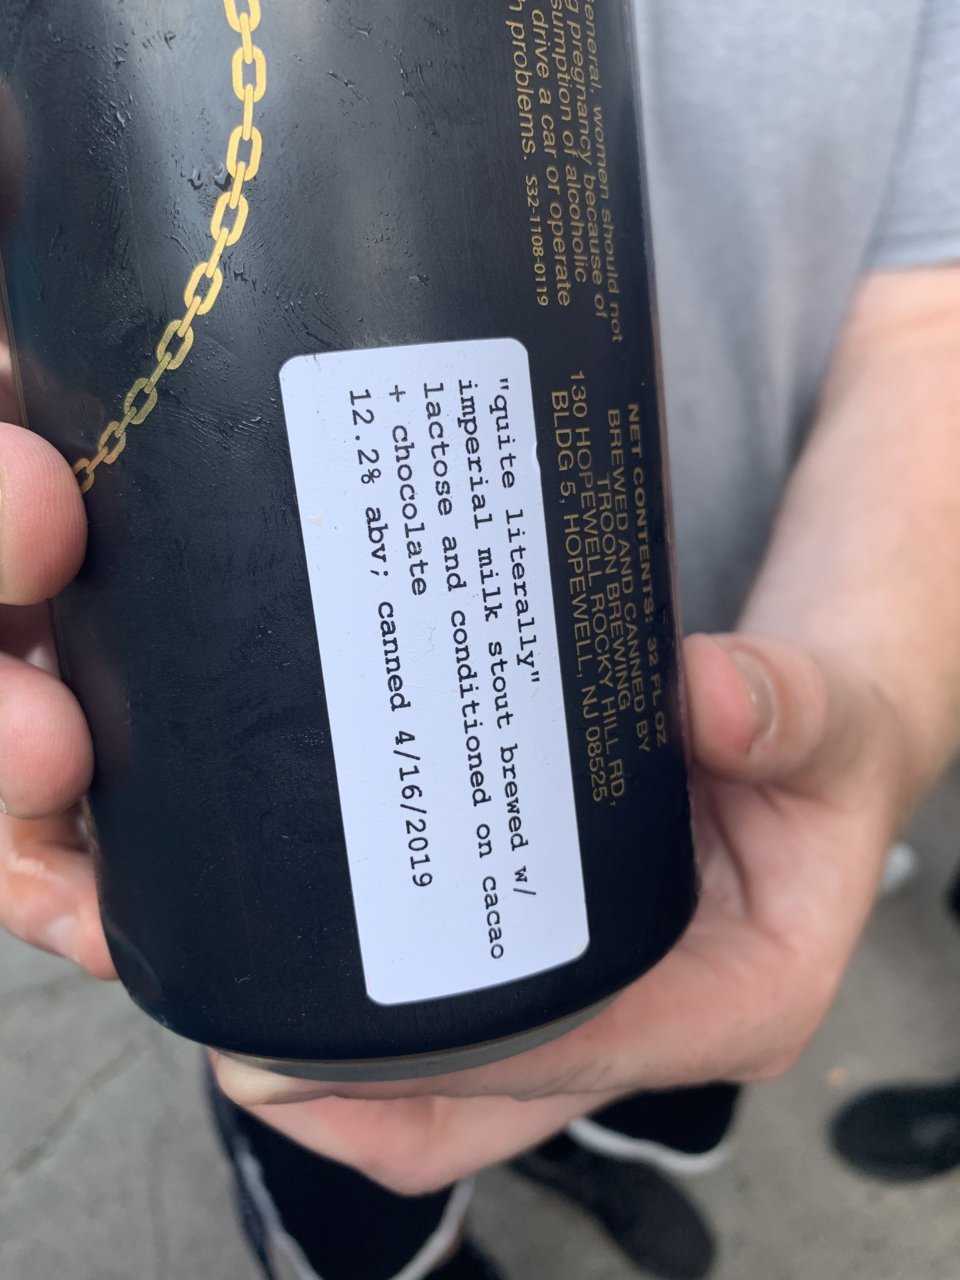 eneral, women should not
g pregnancy because of
sumption of alcoholic
drive a car or operate
h problems. S32-1108-0119
NET CONTENTS: 32 FL OZ
BREWED AND CANNED BY
TROON BREWING
130 HOPEWELL ROCKY HILL RD,
BLDG 5, HOPEWELL, NJ 08525
"quite literally"
imperial milk stout brewed w/
lactose and conditioned on cacao
+ chocolate
12.2% abv; canned 4/16/2019